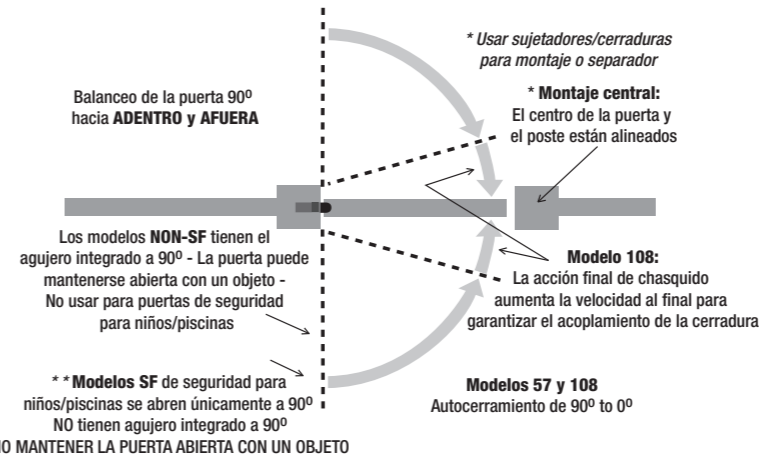 * Usar sujetadores/cerraduras
para montaje o separador
Balanceo de la puerta 90º
hacia ADENTRO y AFUERA
* Montaje central:
El centro de la puerta y
el poste están alineados
Los modelos NON-SF tienen el
agujero integrado a 90º - La puerta puede
mantenerse abierta con un objeto -
No usar para puertas de seguridad
para niños/piscinas
Modelo 108:
La acción final de chasquido
aumenta la velocidad al final para
garantizar el acoplamiento de la cerradura
* * Modelos SF de seguridad para
niños/piscinas se abren únicamente a 90º
NO tienen agujero integrado a 90º
NO MANTENER LA PUERTA ABIERTA CON UN OBJETO
Modelos 57 y 108
Autocerramiento de 90º to 0º